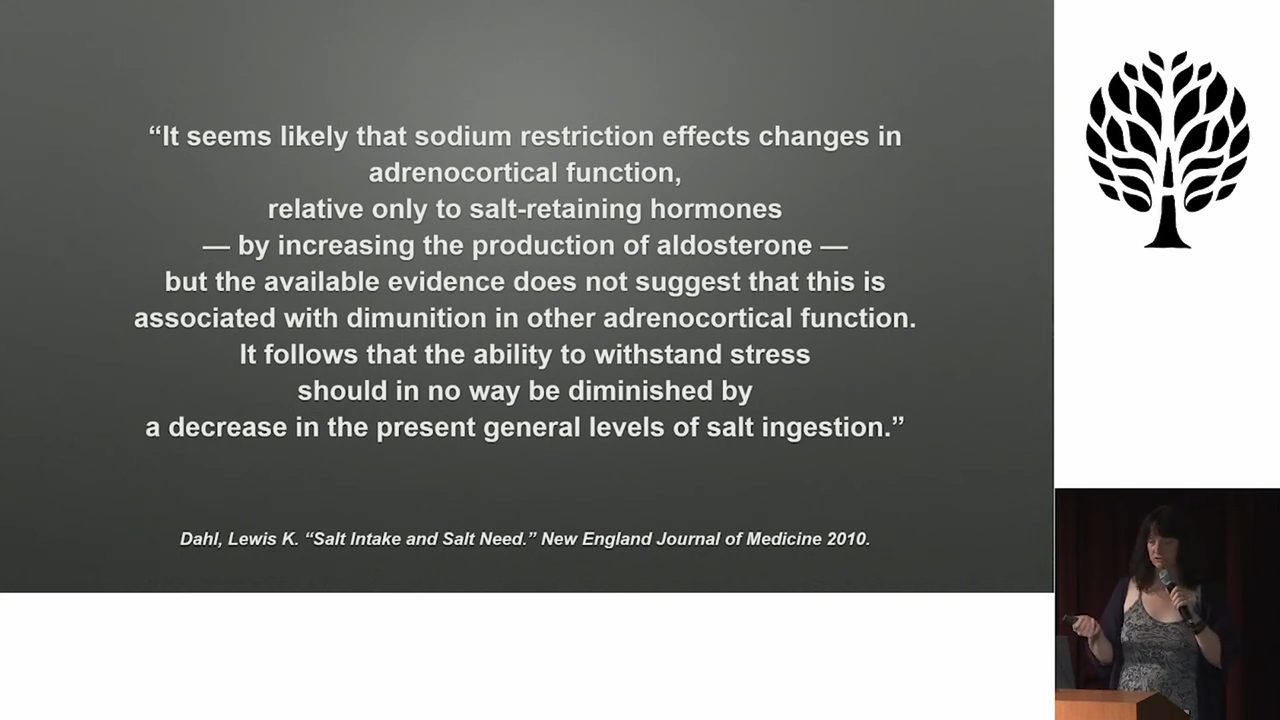 “It seems likely that sodium restriction effects changes in
adrenocortical function,
relative only to salt-retaining hormones
— by increasing the production of aldosterone —
but the available evidence does not suggest that this is
associated with dimunition in other adrenocortical function.
It follows that the ability to withstand stress
should in no way be diminished by
a decrease in the present general levels of salt ingestion.”
Dahl, Lewis K. “Salt Intake and Salt Need.” New England Journal of Medicine 2010.